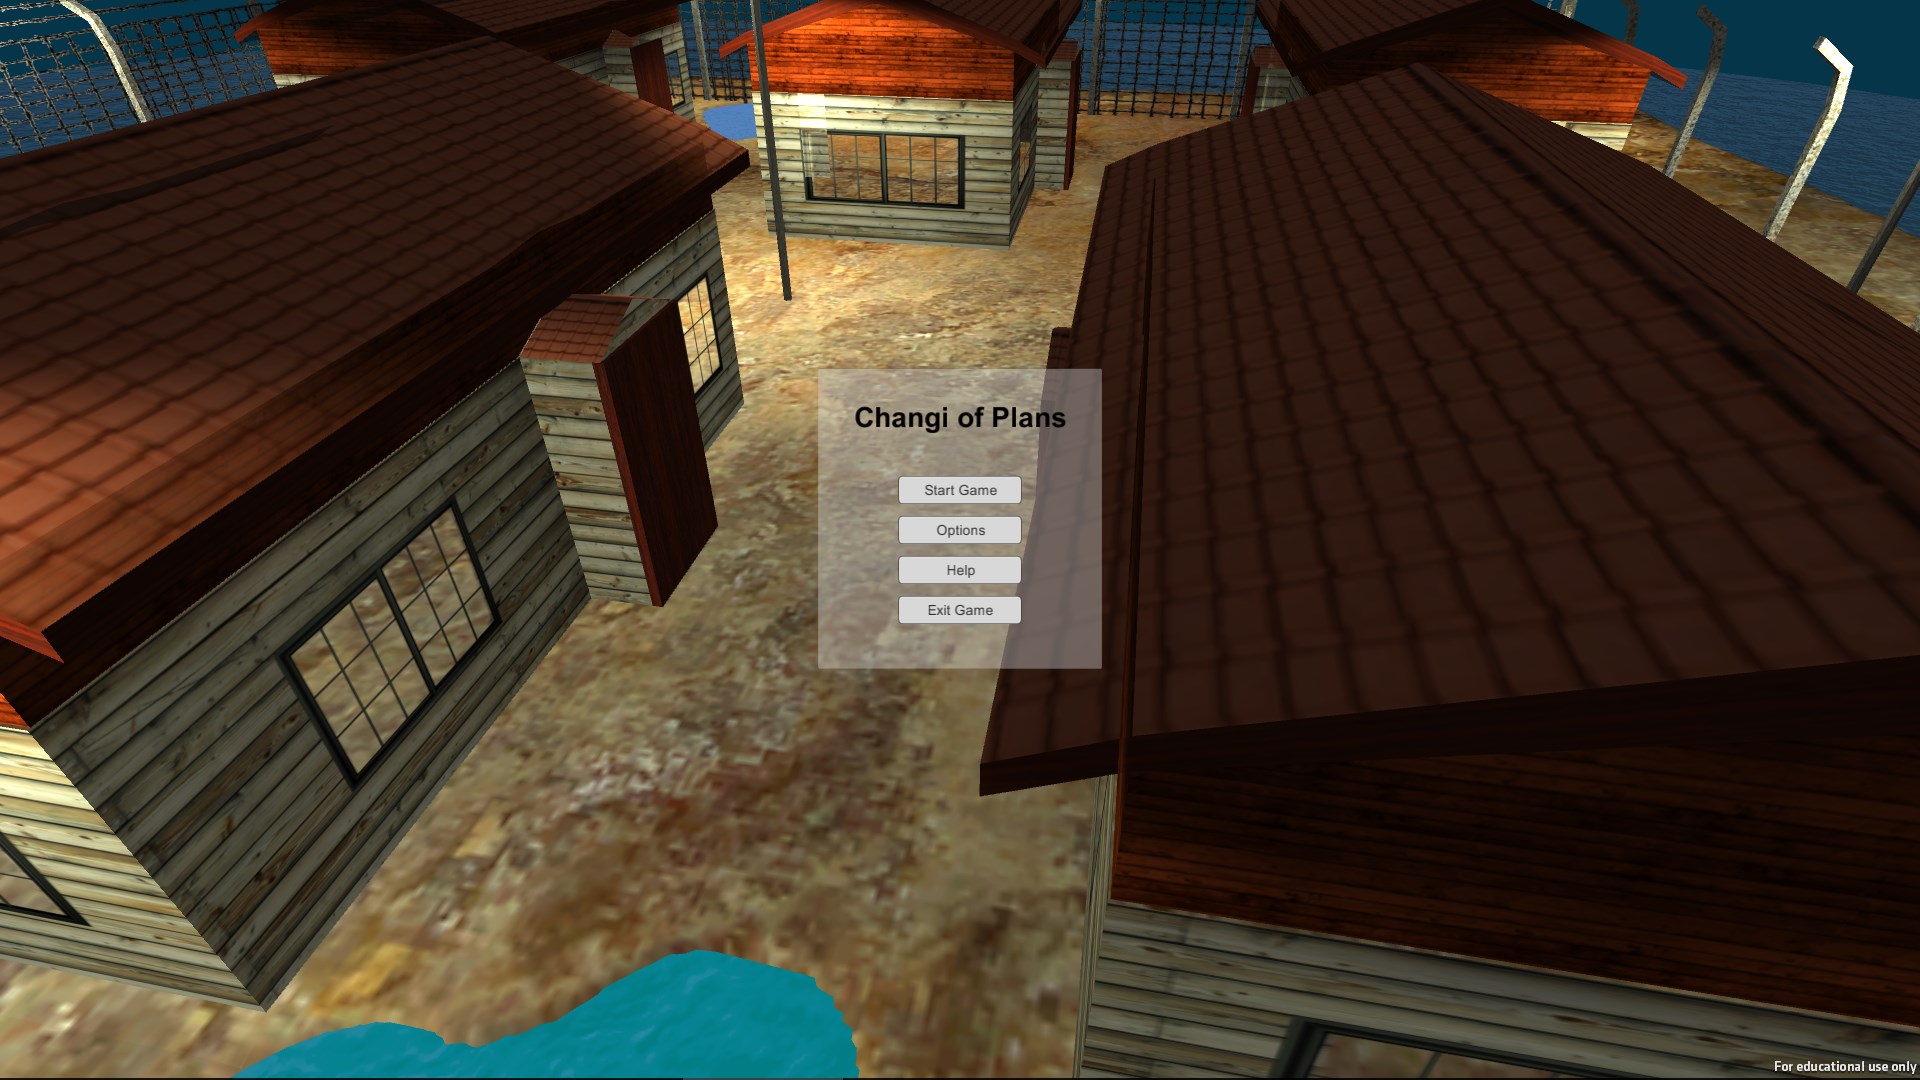 Changi of Plans
Start Game
Options
Help
Exit Game
For educational use only